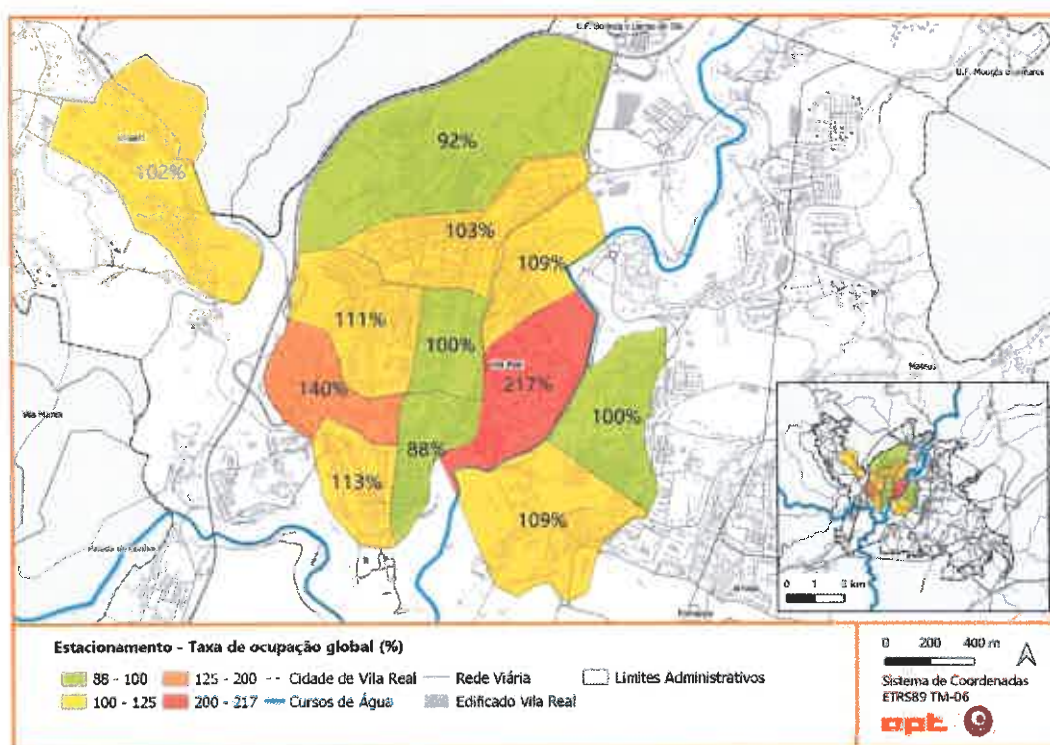 92%
102%
103%
109%
111%
100%
140%
217%
100%
88%
113%
109%
Mateus
0 1 3 km
Estacionamento - Taxa de ocupação global (%)
88 - 100
125 - 200
Cidade de Vila Real
Rede Viária
Limites Administrativos
100 - 125
200 - 217
Cursos de Água
Edificado Vila Real
0 200 400 m
Sistema de Coordenadas
ETRS89 TM-06
opt.